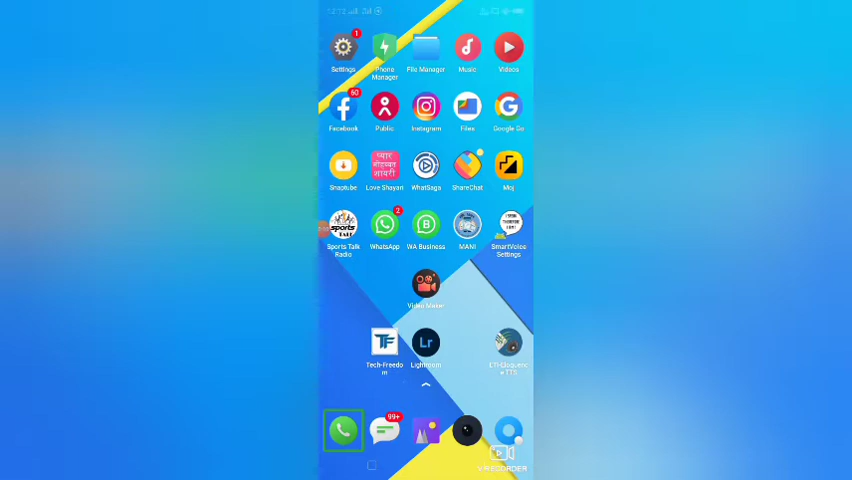 1
Settings
Phone
Manager
File Manager
Music
Videos
50
Facebook
Public
Instagram
Files
Google Go
प्यार
मोहब्बत
शायरी
Snaptube
Love Shayari
WhatSaga
ShareChat
Moj
sports
TALK
2
Sports Talk
Radio
WhatsApp
B
WA Business
MANI
SmartVoice
Settings
Video Maker
TF
Lr
Tech-Freedo
m
Lightroom
e TTS
99+
V RECORDER